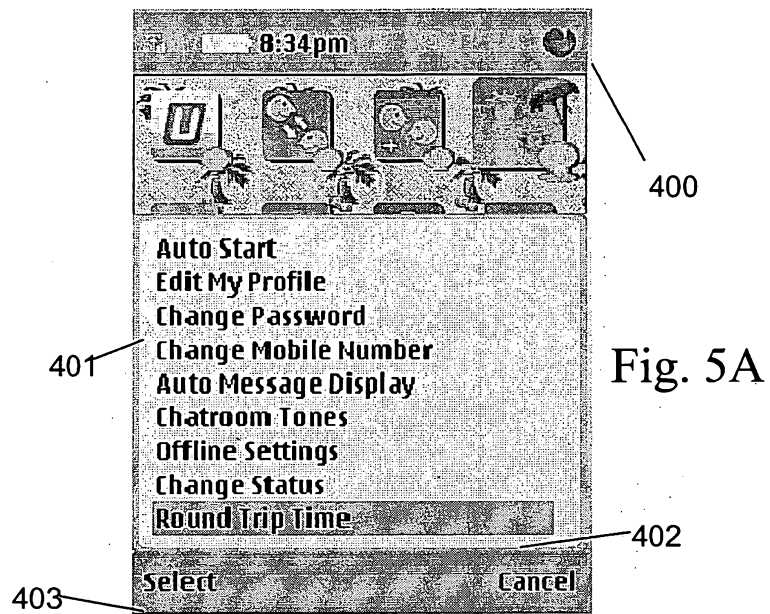 8:34pm
U
400
Auto Start
Edit My Profile
Change Password
Change Mobile Number
401
Auto Message Display
Fig. 5A
Chatroom Tones
Offline Settings
Change Status
Round Trip Time
402
Select
Cancel
403